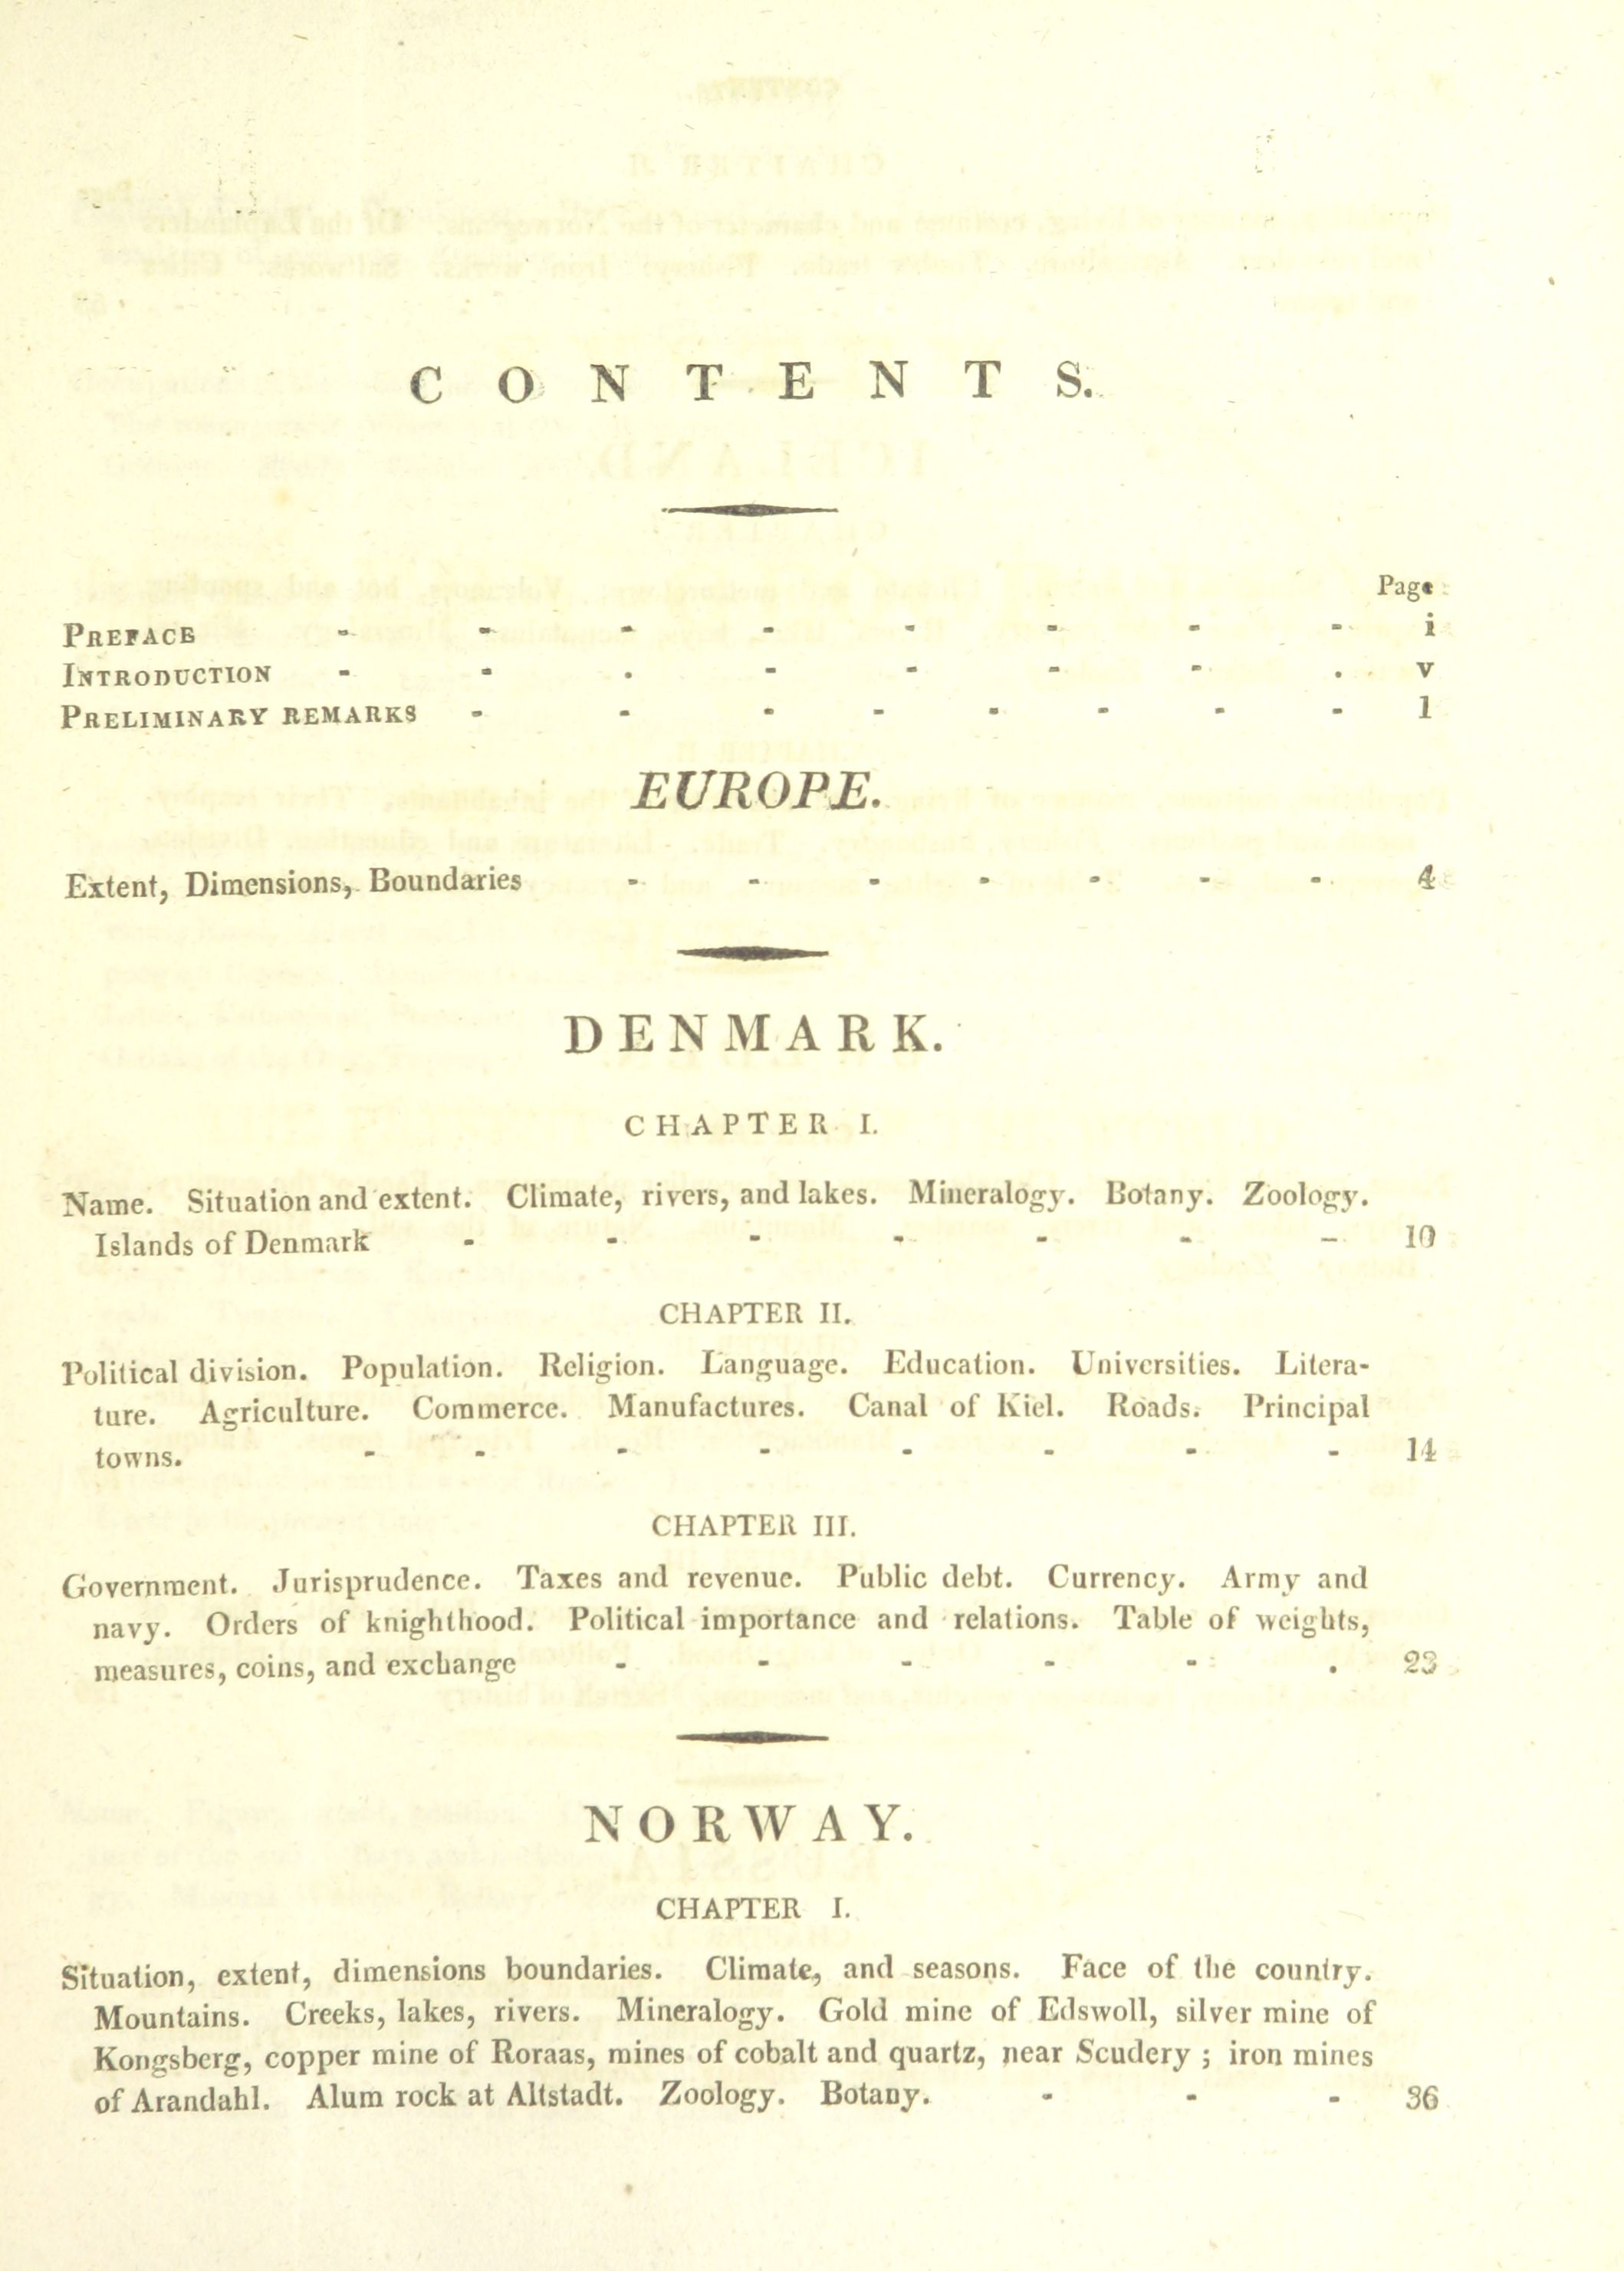 CONTENTS.
Page
PREFACE - - - - - - - - i
INTRODUCTION - - . - - - - . v
PRELIMINARY REMARKS - - - - - - - - 1
EUROPE.
Extent, Dimensions, Boundaries - - - - - - - 4
DENMARK.
CHAPTER I.
Name. Situation and extent. Climate, rivers, and lakes. Mineralogy. Botany. Zoology.
Islands of Denmark - - - - - - - 10
CHAPTER II.
Political division. Population. Religion. Language. Education. Universities. Litera-
ture. Agriculture. Commerce. Manufactures. Canal of Kiel. Roads. Principal
towns. - - - - - - - - 14
CHAPTER III.
Government. Jurisprudence. Taxes and revenue. Public debt. Currency. Army and
navy. Orders of knighthood. Political importance and relations. Table of weights,
measures, coins, and exchange - - - - - . 23
NORWAY.
CHAPTER I.
Situation, extent, dimensions boundaries. Climate, and seasons. Face of the country.
Mountains. Creeks, lakes, rivers. Mineralogy. Gold mine of Edswoll, silver mine of
Kongsberg, copper mine of Roraas, mines of cobalt and quartz, near Scudery ; iron mines
of Arandahl. Alum rock at Altstadt. Zoology. Botany. - - - 36